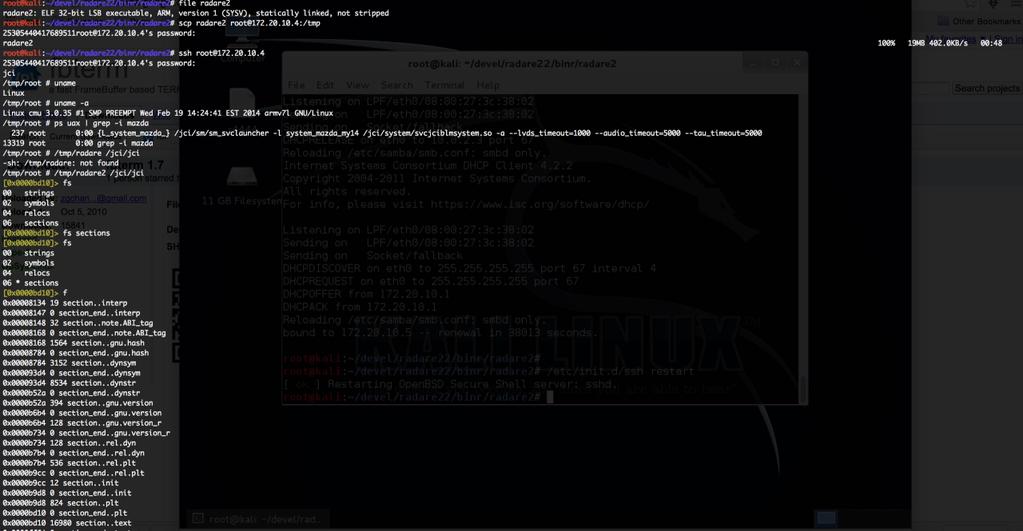 root@kali:~/devel/radare22/binr/radare2# file radare2
radare2: ELF 32-bit LSB executable, ARM, version 1 (SYSV), statically linked, not stripped
root@kali:~/devel/radare22/binr/radare2# scp radare2 root@172.20.10.4:/tmp
253054404176895​11root@172.20.10.4's password:
radare2 100% 19MB 402.0KB/s 00:48
root@kali:~/devel/radare22/binr/radare2# ssh root@172.20.10.4
25305440417689511root@172.20.10.4's password:
jci
/tmp/root # uname
Linux
/tmp/root # uname -a
Linux cmu 3.0.35 #1 SMP PREEMPT Wed Feb 19 14:24:41 EST 2014 armv7l GNU/Linux
/tmp/root # ps uax | grep -i mazda
237 root 0:00 {L_system_mazda_} /jci/sm/sm_svclauncher -l system_mazda_my14 /jci/system/svcjciblmsystem.so -a --lvds_timeout=1000 --audio_timeout=5000 --tau_timeout=5000
13319 root 0:00 grep -i mazda
/tmp/root # /tmp/radare /jci/jci
-sh: /tmp/radare: not found
/tmp/root # /tmp/radare2 /jci/jci
[0x0000bd10]> fs
00 strings
02 symbols
04 relocs
06 sections
[0x0000bd10]> fs sections
[0x0000bd10]> fs
00 strings
02 symbols
04 relocs
06 * sections
[0x0000bd10]> f
0x00008134 19 section..interp
0x00008147 0 section_end..interp
0x00008148 32 section..note.ABI_tag
0x00008168 0 section_end..note.ABI_tag
0x00008168 1564 section..gnu.hash
0x00008784 0 section_end..gnu.hash
0x00008784 3152 section..dynsym
0x000093d4 0 section_end..dynsym
0x000093d4 8534 section..dynstr
0x0000b52a 0 section_end..dynstr
0x0000b52a 394 section..gnu.version
0x0000b6b4 0 section_end..gnu.version
0x0000b6b4 128 section..gnu.version_r
0x0000b734 0 section_end..gnu.version_r
0x0000b734 128 section..rel.dyn
0x0000b7b4 0 section_end..rel.dyn
0x0000b7b4 536 section..rel.plt
0x0000b9cc 0 section_end..rel.plt
0x0000b9cc 12 section..init
0x0000b9d8 0 section_end..init
0x0000b9d8 824 section..plt
0x0000bd10 0 section_end..plt
0x0000bd10 16980 section..text
root@kali: ~/devel/radare22/binr/radare2
File Edit View Search Terminal Help
Listening on LPF/eth0/08:00:27:3c:38:02
Sending on Socket/fallback
DHCPRELEASE on eth0 to 10.0.2.3 port 67
Reloading /etc/samba/smb.conf: smbd only.
Internet Systems Consortium DHCP Client 4.2.2
Copyright 2004-2011 Internet Systems Consortium.
All rights reserved.
For info, please visit https://www.isc.org/software/dhcp/
Listening on LPF/eth0/08:00:27:3c:38:02
Sending on LPF/eth0/08:00:27:3c:38:02
Sending on Socket/fallback
DHCPDISCOVER on eth0 to 255.255.255.255 port 67 interval 4
DHCPREQUEST on eth0 to 255.255.255.255 port 67
DHCPOFFER from 172.20.10.1
DHCPACK from 172.20.10.1
Reloading /etc/samba/smb.conf: smbd only.
bound to 172.20.10.5 -- renewal in 38013 seconds.
root@kali:~/devel/radare22/binr/radare2#
root@kali:~/devel/radare22/binr/radare2# /etc/init.d/ssh restart
[ ok ] Restarting OpenBSD Secure Shell server: sshd.
root@kali:~/devel/radare22/binr/radare2#
KALI LINUX
Computer
11 GB Filesystem
root@kali: ~/devel/rad...
Other Bookmarks
My favorites | Sign in
Search projects
fbterm
a fast FrameBuffer based
Oct 5, 2010